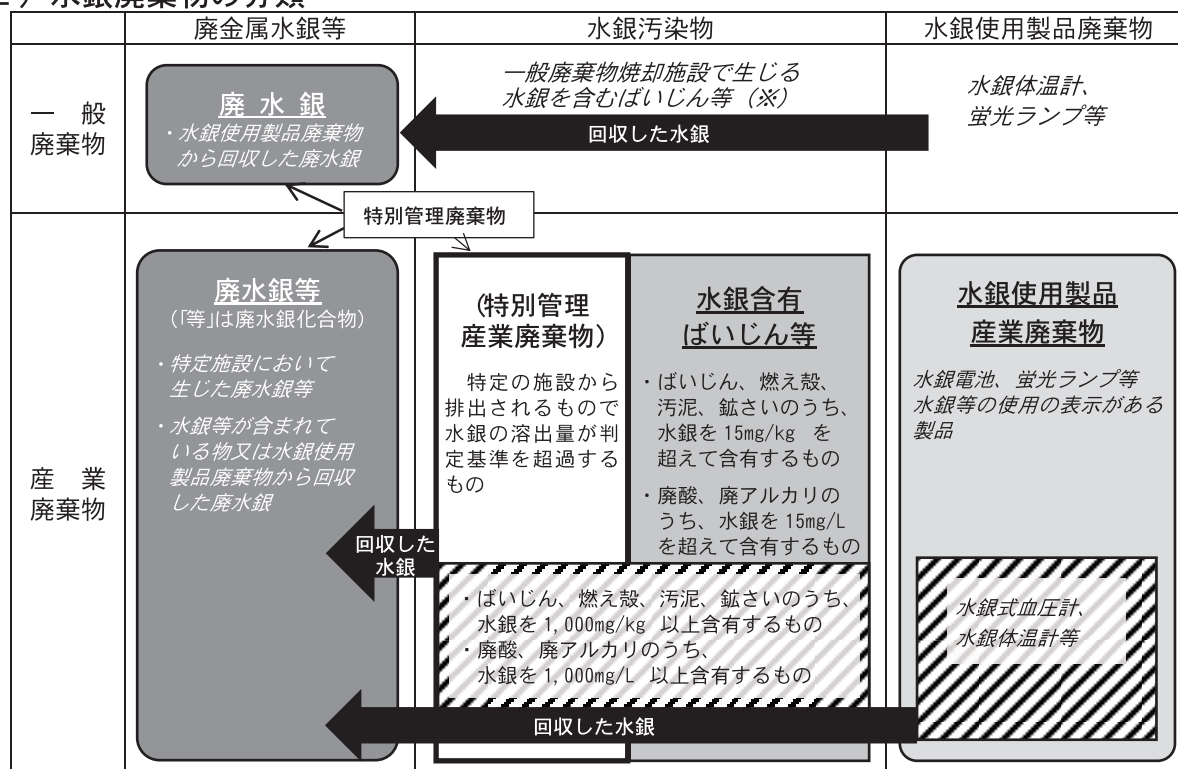 廃金属水銀等
水銀汚染物
水銀使用製品廃棄物
一　般
廃棄物
廃 水 銀
・水銀使用製品廃棄物
から回収した廃水銀
一般廃棄物焼却施設で生じる
水銀を含むばいじん等（※）
回収した水銀
水銀体温計、
蛍光ランプ等
特別管理廃棄物
産　業
廃棄物
廃水銀等
（「等」は廃水銀化合物）
・特定施設において
生じた廃水銀等
・水銀等が含まれて
いる物又は水銀使用
製品廃棄物から回収
した廃水銀
回収した
水銀
（特別管理
産業廃棄物）
特定の施設から
排出されるもので
水銀の溶出量が判
定基準を超過する
もの
水銀含有
ばいじん等
・ばいじん、燃え殻、
汚泥、鉱さいのうち、
水銀を15mg/kg を
超えて含有するもの
・廃酸、廃アルカリの
うち、水銀を15mg/L
を超えて含有するもの
・ばいじん、燃え殻、汚泥、鉱さいのうち、
水銀を1,000mg/kg 以上含有するもの
・廃酸、廃アルカリのうち、
水銀を1,000mg/L 以上含有するもの
回収した水銀
水銀使用製品
産業廃棄物
水銀電池、蛍光ランプ等
水銀等の使用の表示がある
製品
水銀式血圧計、
水銀体温計等